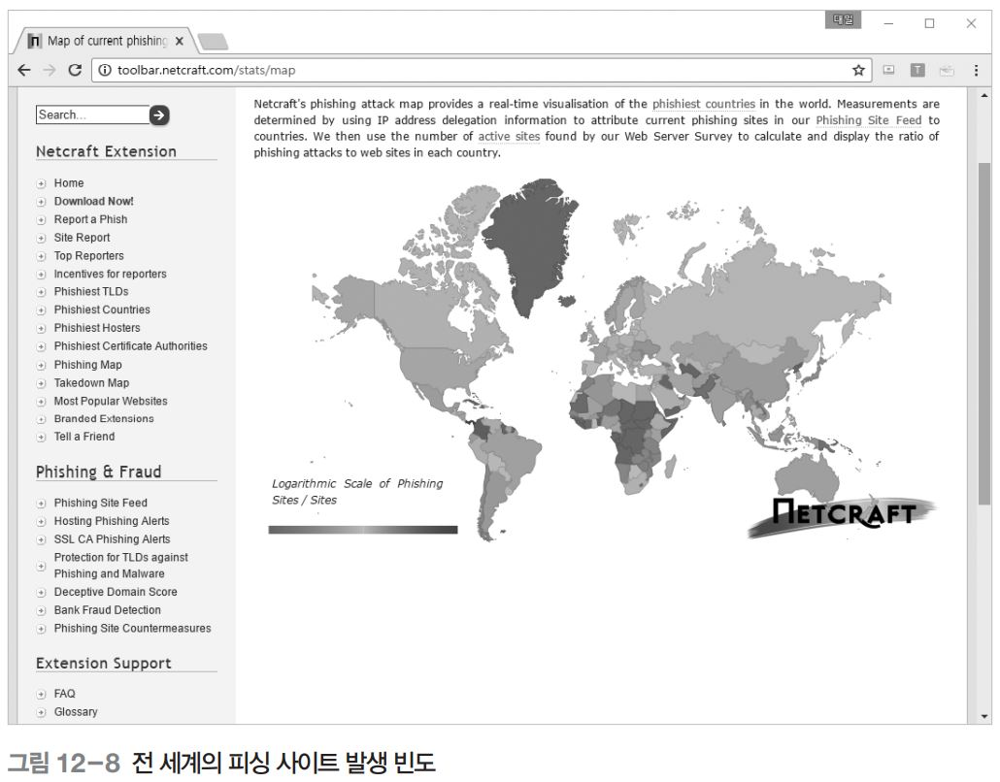 태일
Map of current phishing
toolbar.netcraft.com/stats/map
T
Search...
Netcraft Extension
Home
Download Now!
Report a Phish
Site Report
Top Reporters
Incentives for reporters
Phishiest TLDs
Phishiest Countries
Phishiest Hosters
Phishiest Certificate Authorities
Phishing Map
Takedown Map
Most Popular Websites
Branded Extensions
Tell a Friend
Phishing & Fraud
Phishing Site Feed
Hosting Phishing Alerts
SSL CA Phishing Alerts
Protection for TLDs against
Phishing and Malware
Deceptive Domain Score
Bank Fraud Detection
Phishing Site Countermeasures
Extension Support
FAQ
Glossary
Netcraft's phishing attack map provides a real-time visualisation of the phishiest countries in the world. Measurements are
determined by using IP address delegation information to attribute current phishing sites in our Phishing Site Feed to
countries. We then use the number of active sites found by our Web Server Survey to calculate and display the ratio of
phishing attacks to web sites in each country.
Logarithmic Scale of Phishing
Sites / Sites
NETCRAFT
그림 12-8 전 세계의 피싱 사이트 발생 빈도